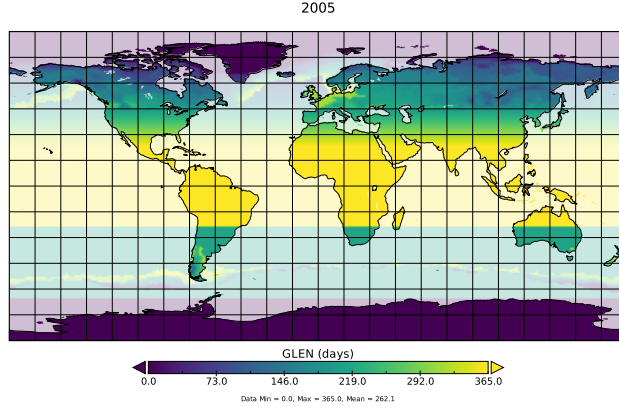 2005
GLEN (days)
0.0 73.0 146.0 219.0 292.0 365.0
Data Min = 0.0, Max = 365.0, Mean = 262.1